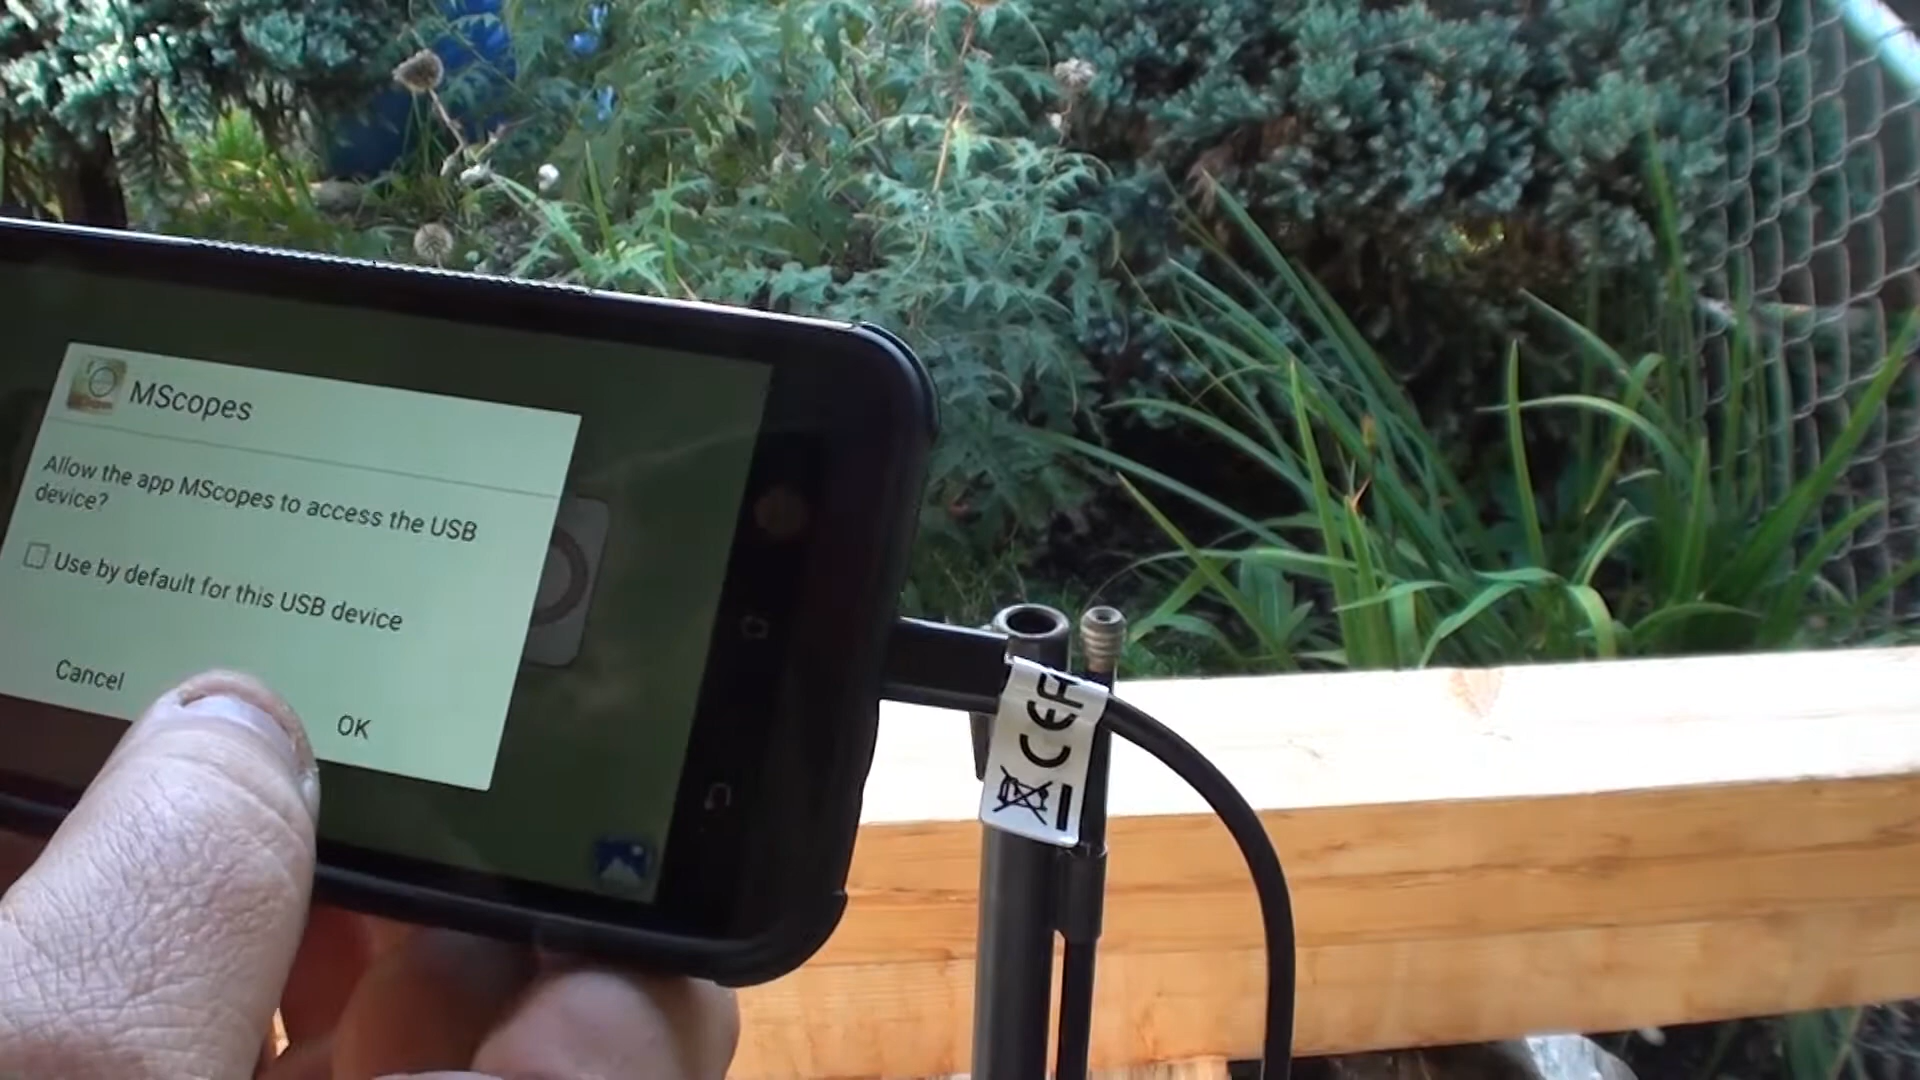 MScopes
Allow the app MScopes to access the USB
device?
Use by default for this USB device
Cancel
OK
CE